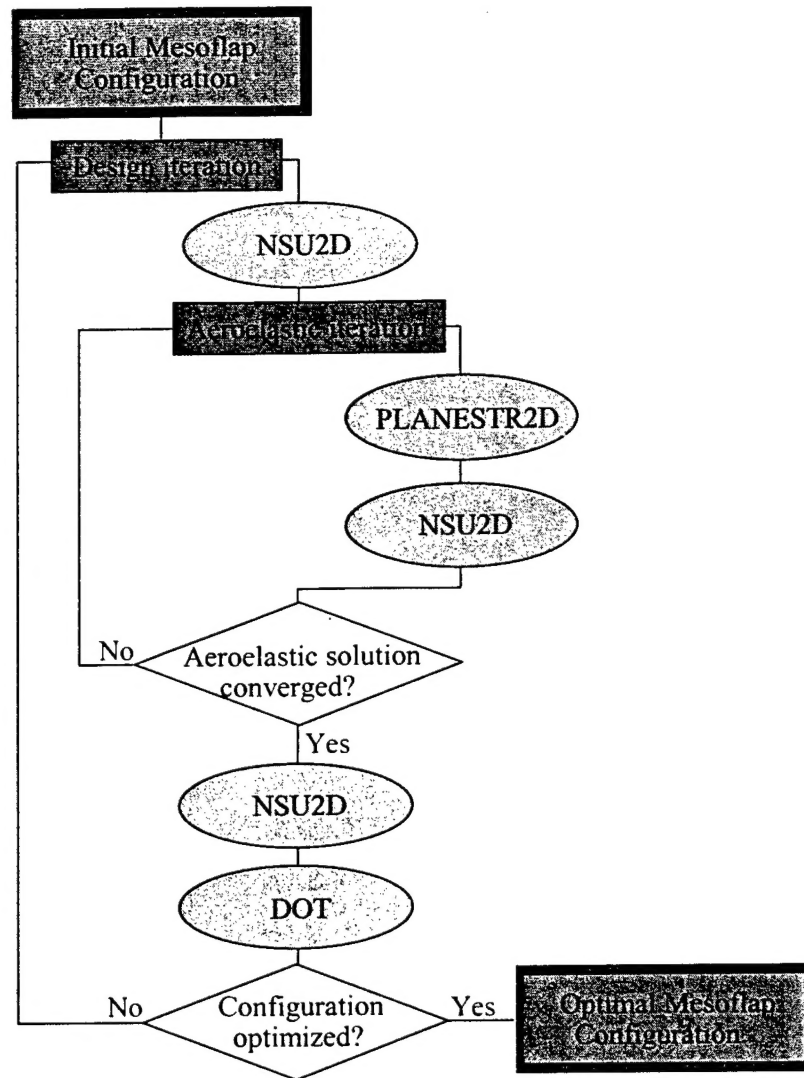 Initial Mesoflap
Configuration
Design iteration
NSU2D
Aeroelastic iteration
PLANESTR2D
NSU2D
No
Aeroelastic solution
converged?
Yes
NSU2D
DOT
No
Configuration
optimized?
Yes
Optimal Mesoflap
Configuration